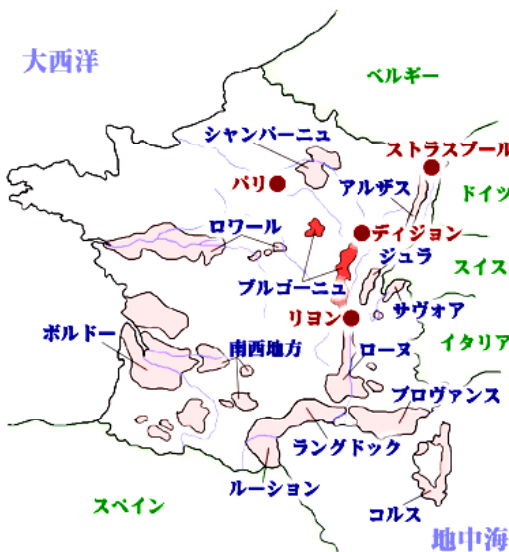 大西洋
ベルギー
シャンパーニュ
ストラスブール
パリ
アルザス
ドイツ
ロワール
ディジョン
ジュラ
スイス
ブルゴーニュ
サヴォア
リヨン
ボルドー
南西地方
ローヌ
イタリア
プロヴァンス
ラングドック
ルーション
スペイン
コルス
地中海